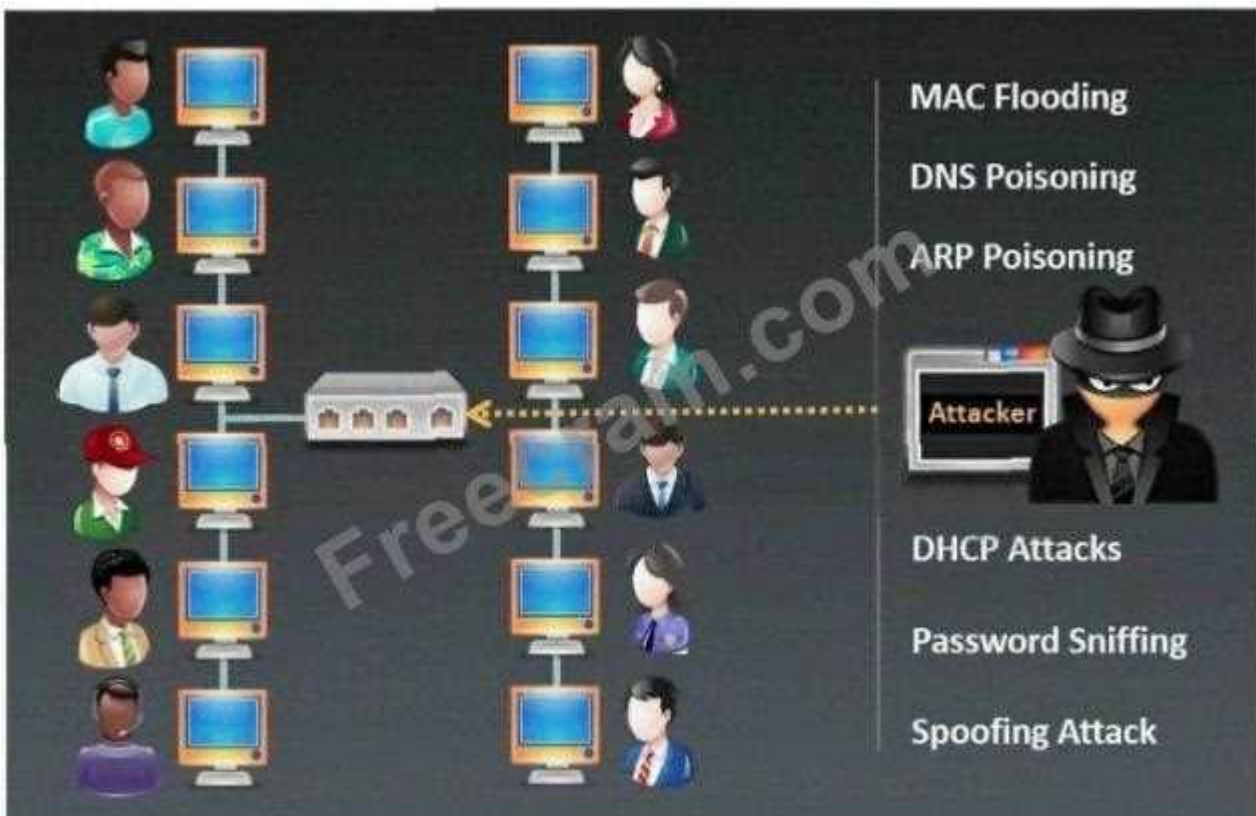 MAC Flooding
DNS Poisoning
ARP Poisoning
Attacker
DHCP Attacks
Password Sniffing
Spoofing Attack